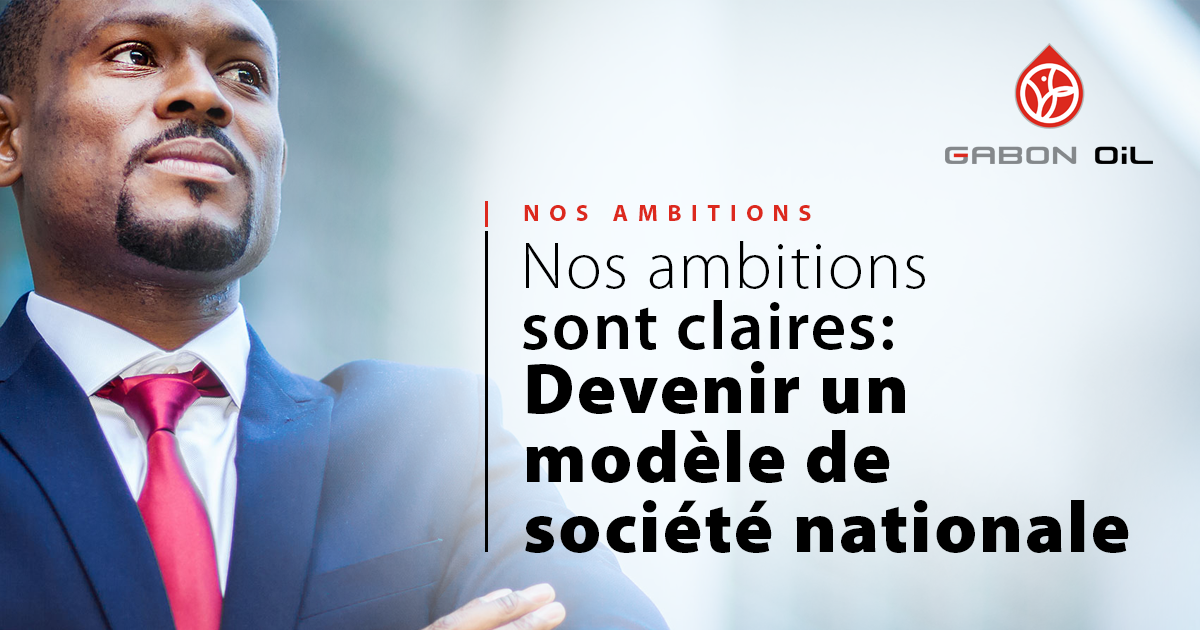 GABON OiL
NOS AMBITIONS
Nos ambitions
sont claires:
Devenir un
modèle de
société nationale